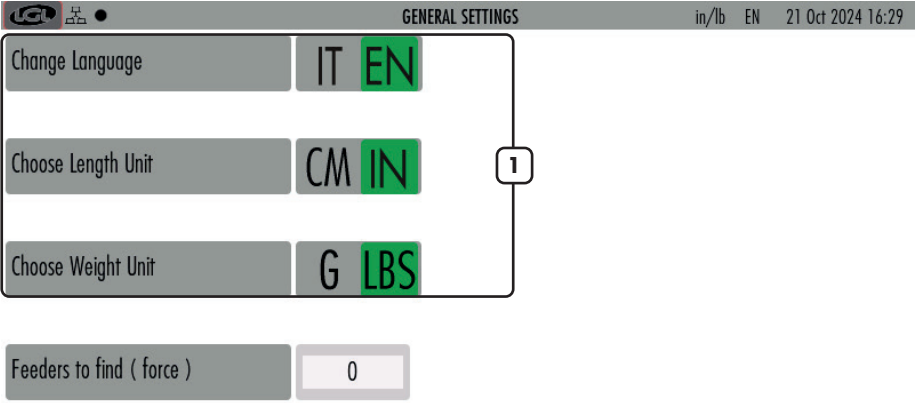 LGL GENERAL SETTINGS in/lb EN 21 Oct 2024 16:29
Change Language IT EN
Choose Length Unit CM IN 1
Choose Weight Unit G LBS
Feeders to find ( force ) 0